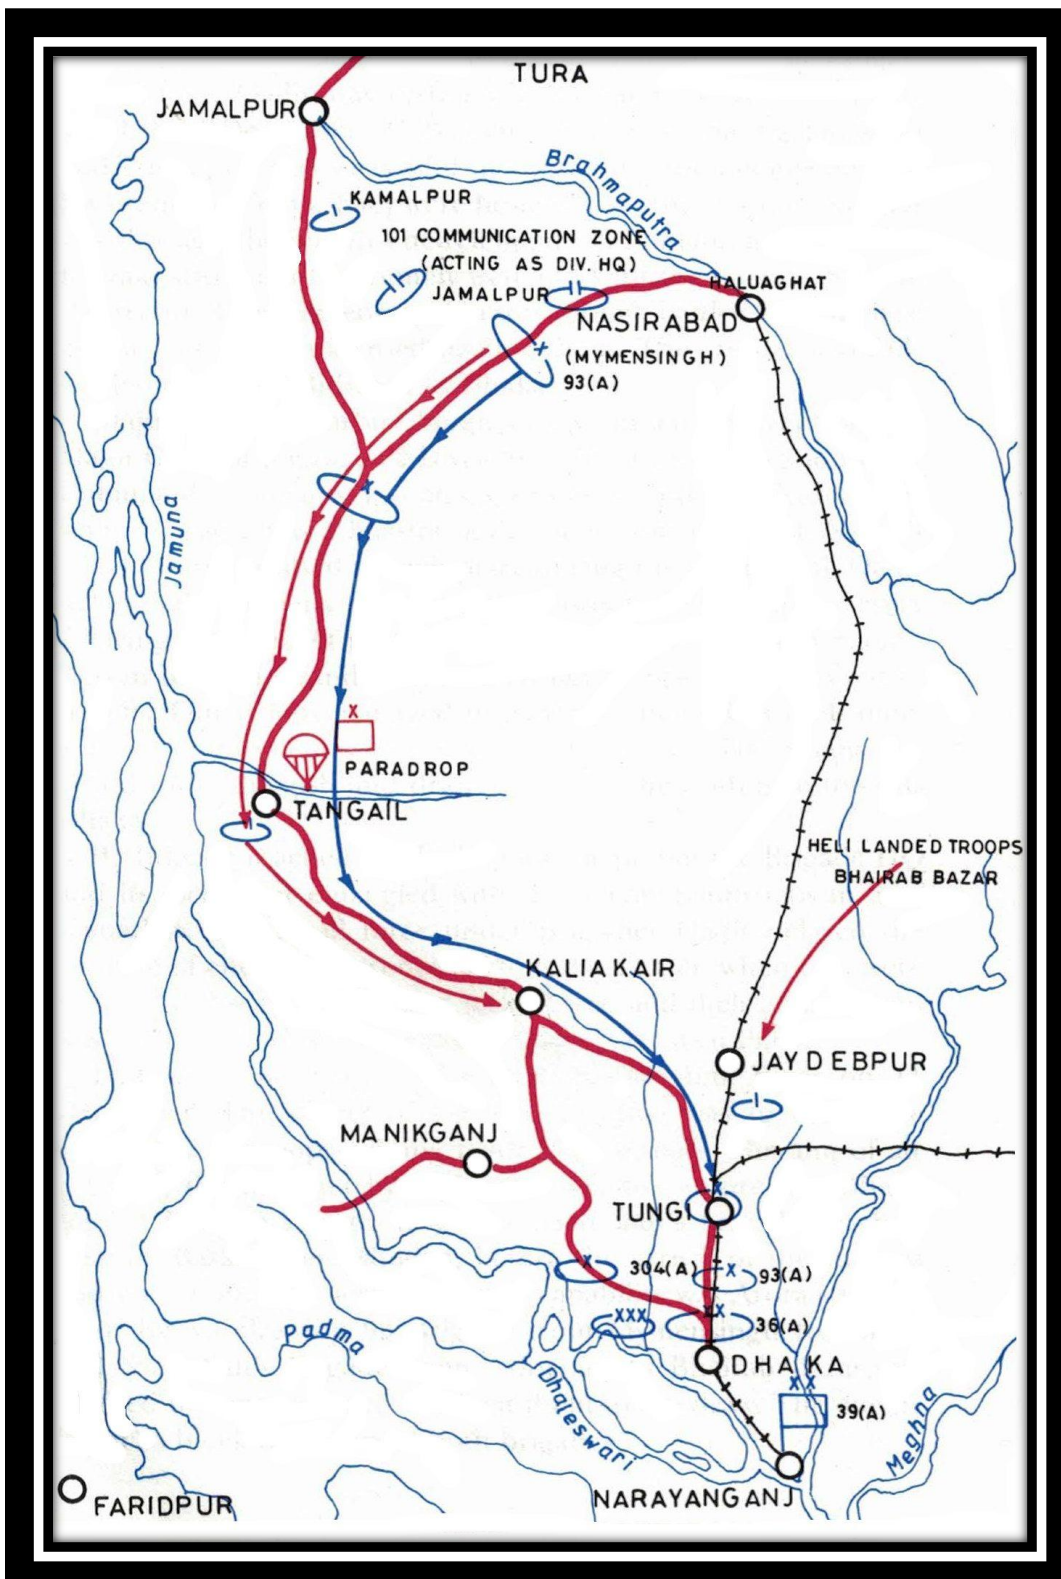 TURA
JAMALPUR
Brahmaputra
KAMALPUR
101 COMMUNICATION ZONE
(ACTING AS DIV. HQ)
JAMALPUR
HALUAGHAT
NASIRABAD
(MYMENSINGH)
93(A)
Jamuna
PARADROP
TANGAIL
HELI LANDED TROOPS
BHAIRAB BAZAR
KALIAKAIR
JAYDEBPUR
MANIKGANJ
TUNGI
304(A)
93(A)
XXX
36(A)
Padma
DHAKA
Dhaleswari
39(A)
Meghna
FARIDPUR
NARAYANGANJ